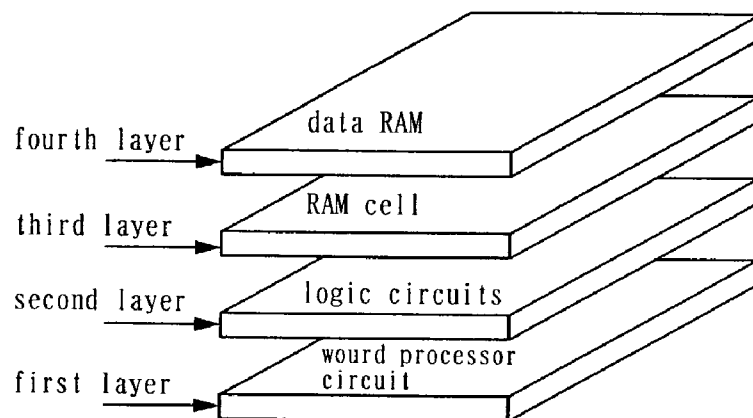 data RAM
fourth layer
RAM cell
third layer
logic circuits
second layer
wourd processor
circuit
first layer